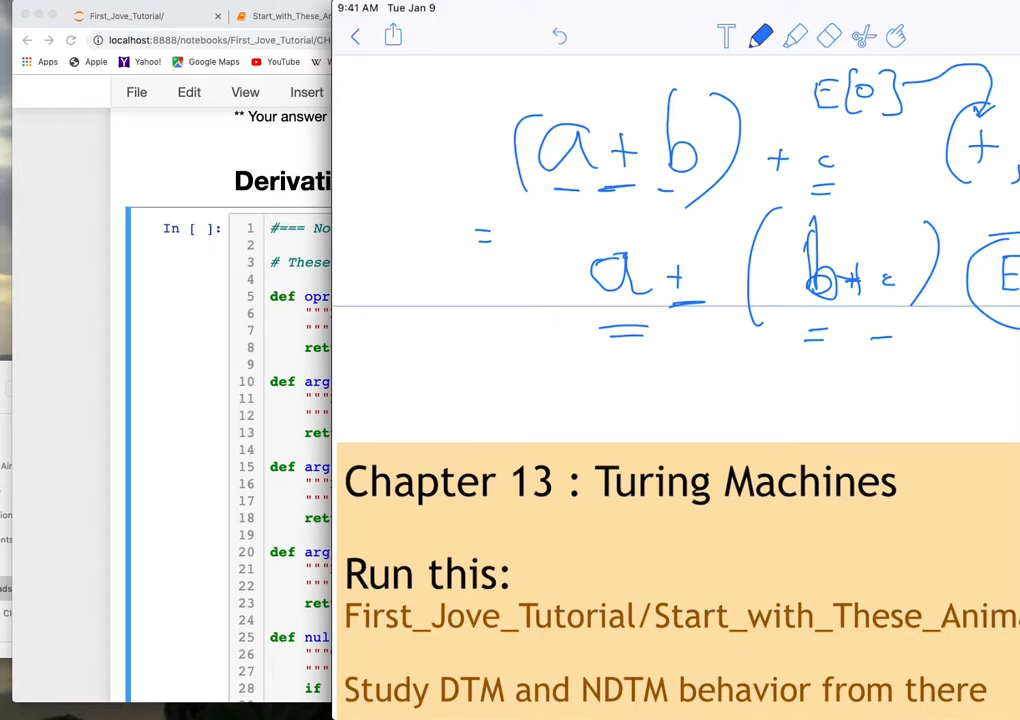 First_Jove_Tutorial/ × Start_with_These_An
localhost:8888/notebooks/First_Jove_Tutorial/CH
Apps Apple Yahoo! Google Maps YouTube W
File Edit View Insert
** Your answer
Derivati
In [ ]:
1 #=== No
2
3 # These
4
5 def opr
6 """
7 """
8 ret
9
10 def arg
11 """
12 """
13 ret
14
15 def arg
16 """
17 """
18 ret
19
20 def arg
21 """
22 """
23 ret
24
25 def nul
26 """
27 """
28 if
9:41 AM Tue Jan 9
E[0]
(a + b) + c (+
= a + (b + c) E
Chapter 13 : Turing Machines
Run this:
First_Jove_Tutorial/Start_with_These_Anima
Study DTM and NDTM behavior from there